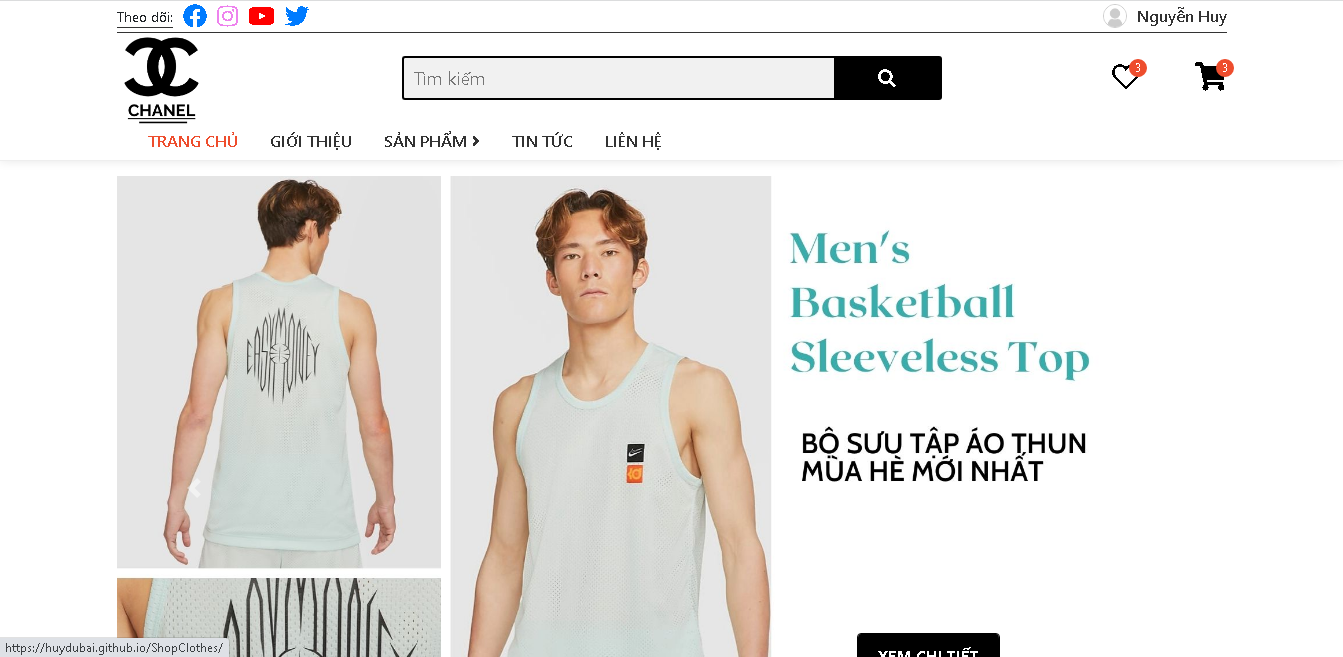 Theo dõi:
Nguyễn Huy
CHANEL
Tìm kiếm
3
3
TRANG CHỦ
GIỚI THIỆU
SẢN PHẨM
TIN TỨC
LIÊN HỆ
EASY MONEY
Men's
Basketball
Sleeveless Top
BỘ SƯU TẬP ÁO THUN
MÙA HÈ MỚI NHẤT
XEM CHI TIẾT
https://huydubai.github.io/ShopClothes/